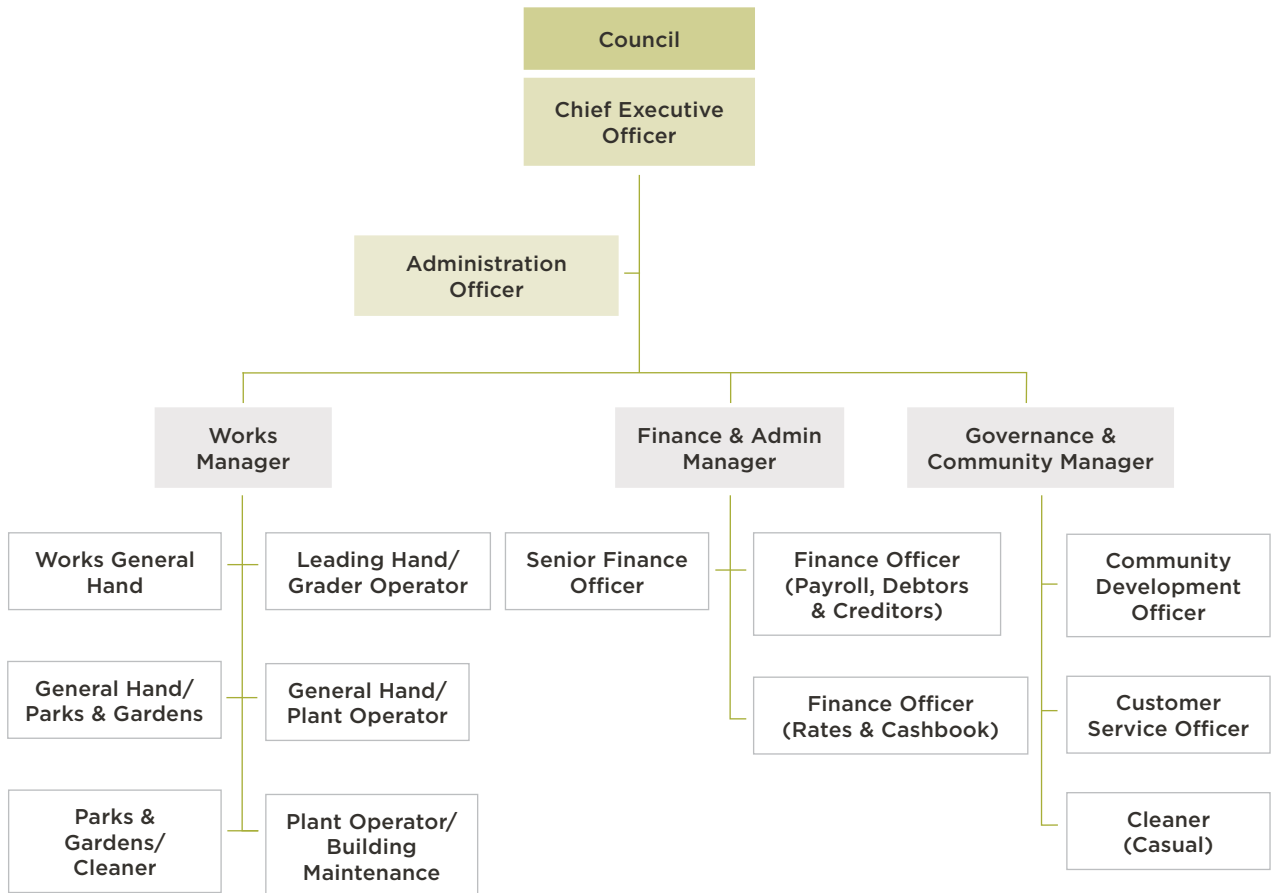 Council
Chief Executive
Officer
Administration
Officer
Works
Manager
Finance & Admin
Manager
Governance &
Community Manager
Works General
Hand
Leading Hand/
Grader Operator
Senior Finance
Officer
Finance Officer
(Payroll, Debtors
& Creditors)
Community
Development
Officer
General Hand/
Parks & Gardens
General Hand/
Plant Operator
Finance Officer
(Rates & Cashbook)
Customer
Service Officer
Parks &
Gardens/
Cleaner
Plant Operator/
Building
Maintenance
Cleaner
(Casual)